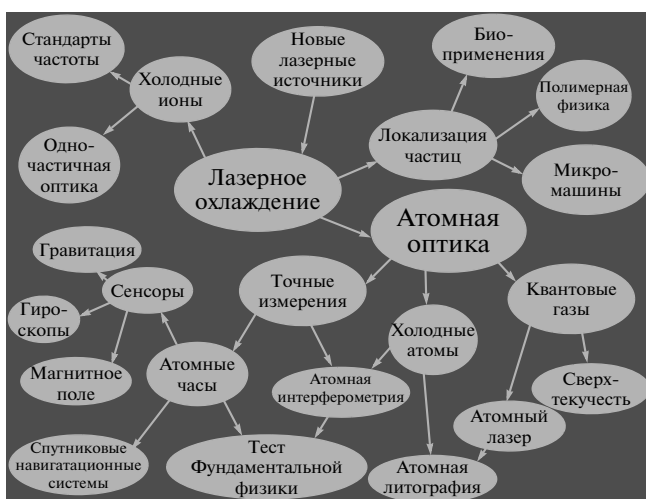 Стандарты
частоты
Холодные
ионы
Новые
лазерные
источники
Био-
применения
Полимерная
физика
Одно-
частичная
оптика
Локализация
частиц
Микро-
машины
Лазерное
охлаждение
Атомная
оптика
Гравитация
Сенсоры
Точные
измерения
Квантовые
газы
Гиро-
скопы
Холодные
атомы
Магнитное
поле
Атомные
часы
Атомная
интерферометрия
Сверх-
текучесть
Атомный
лазер
Спутниковые
навигатационные
системы
Тест
Фундаментальной
физики
Атомная
литография